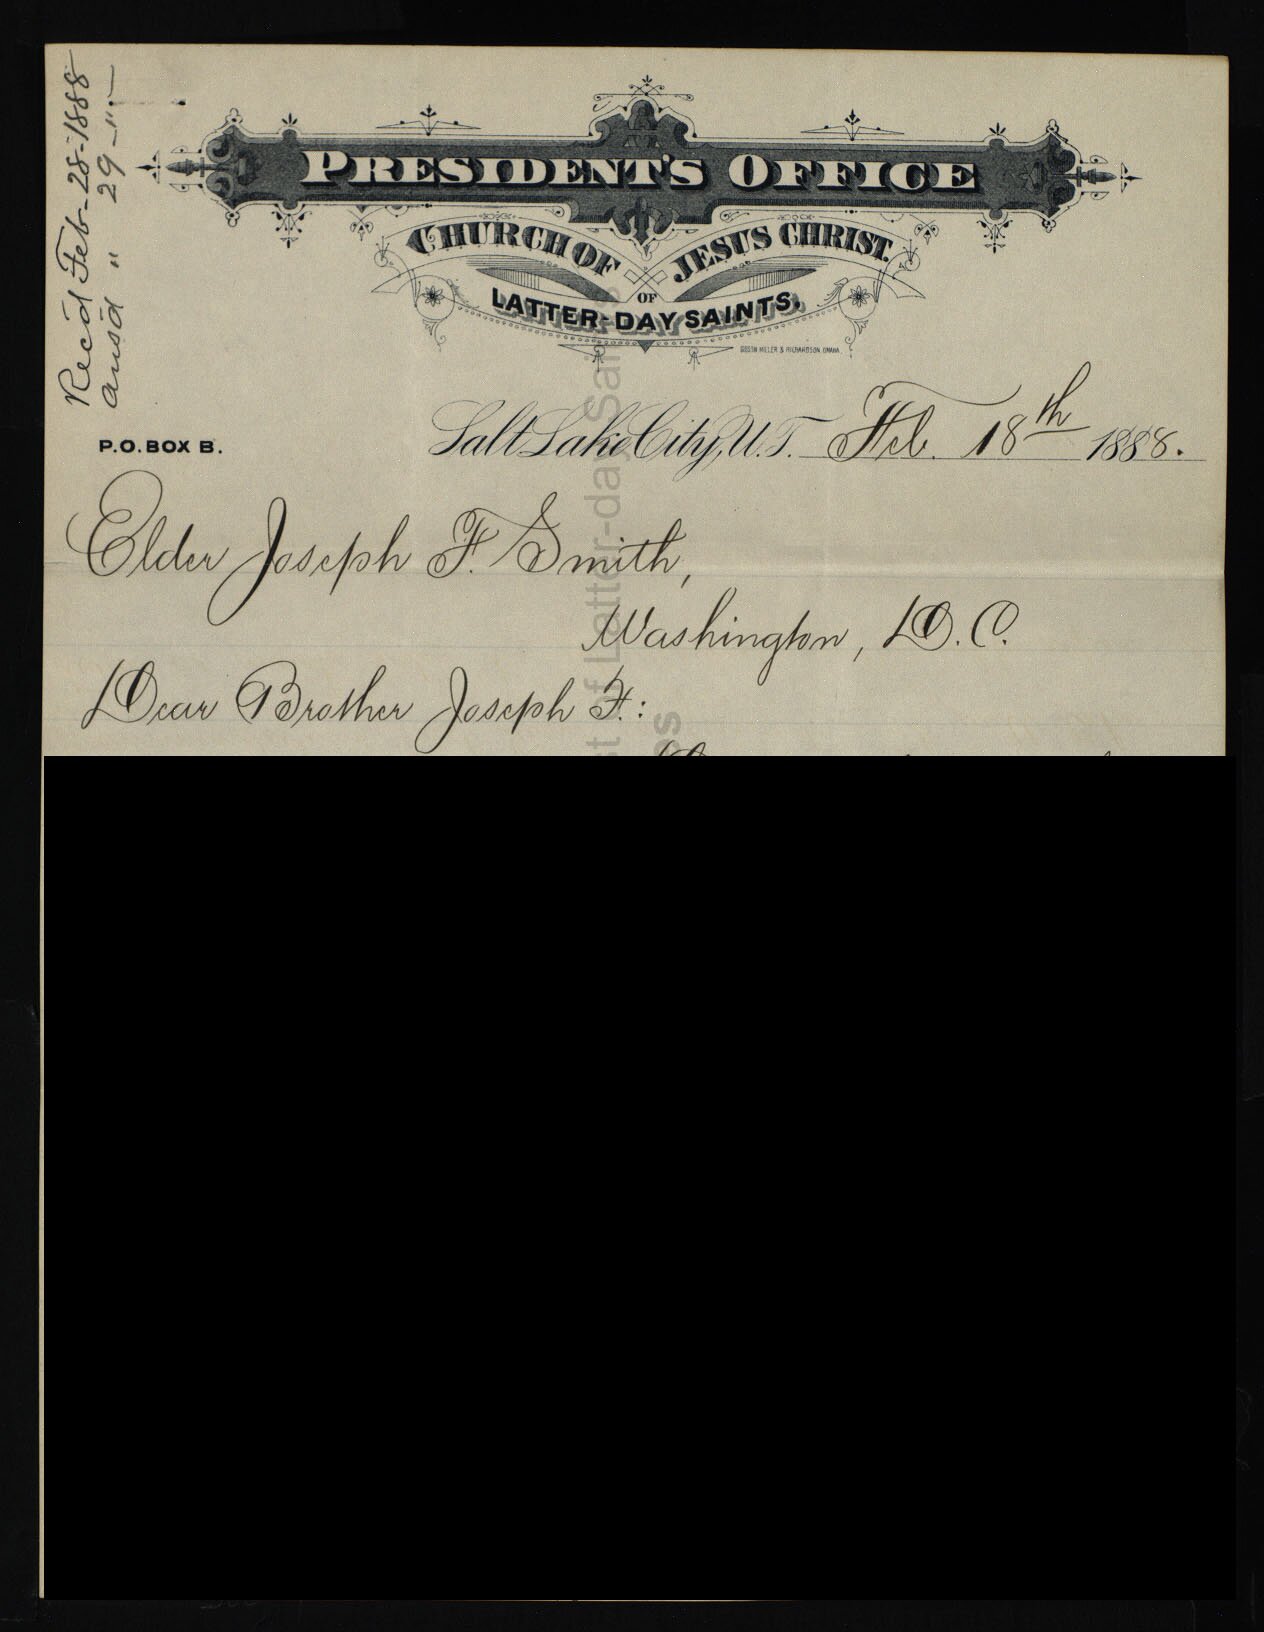 Rec'd Feb-28-1888
ans'd " 29-"-
PRESIDENT'S OFFICE
CHURCH OF JESUS CHRIST
OF
LATTER-DAY SAINTS.
P.O. BOX B.
Salt Lake City, U.T. Feb. 18th 1888.
Elder Joseph F. Smith,
Washington, D.C.
Dear Brother Joseph F.: